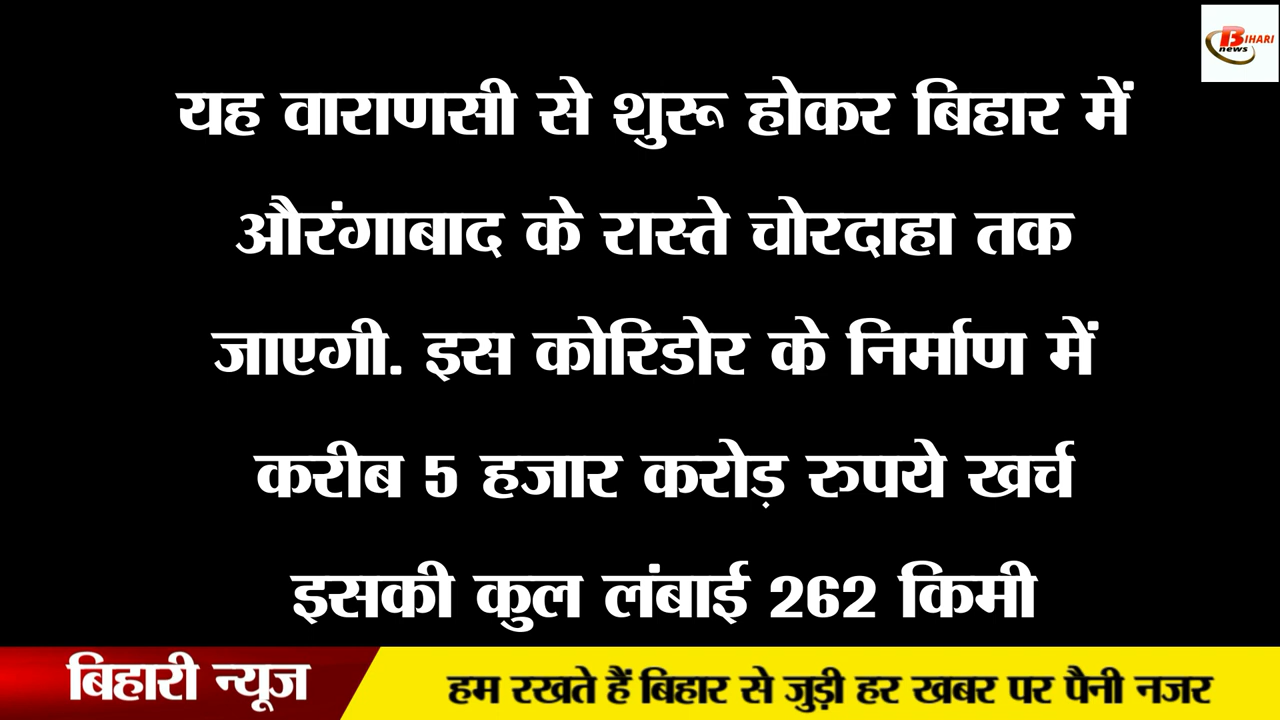 BIHARI
news
यह वाराणसी से शुरू होकर बिहार में
औरंगाबाद के रास्ते चोरदाहा तक
जाएगी. इस कोरिडोर के निर्माण में
करीब 5 हजार करोड़ रुपये खर्च
इसकी कुल लंबाई 262 किमी
बिहारी न्यूज
हम रखते हैं बिहार से जुड़ी हर खबर पर पैनी नजर